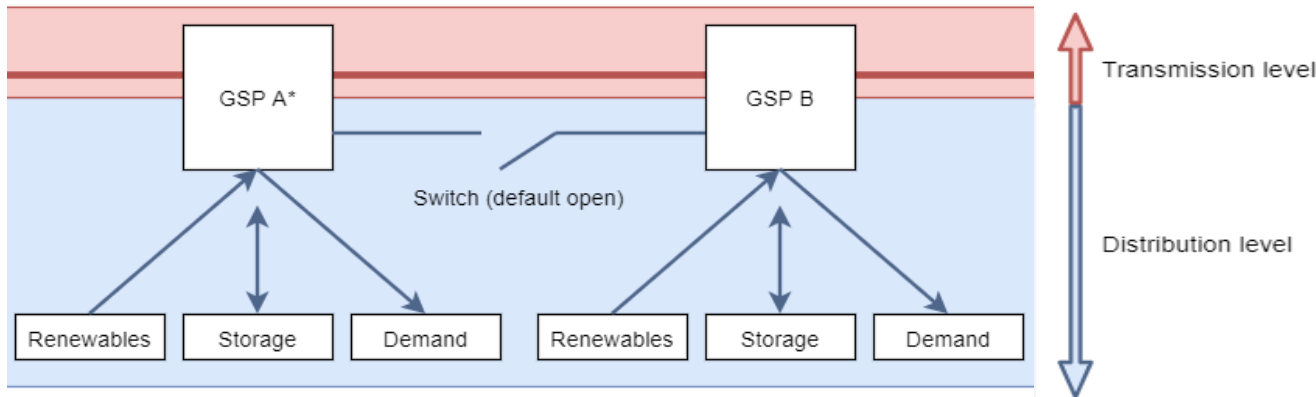 GSP A*
GSP B
Transmission level
Switch (default open)
Distribution level
Renewables
Storage
Demand
Renewables
Storage
Demand